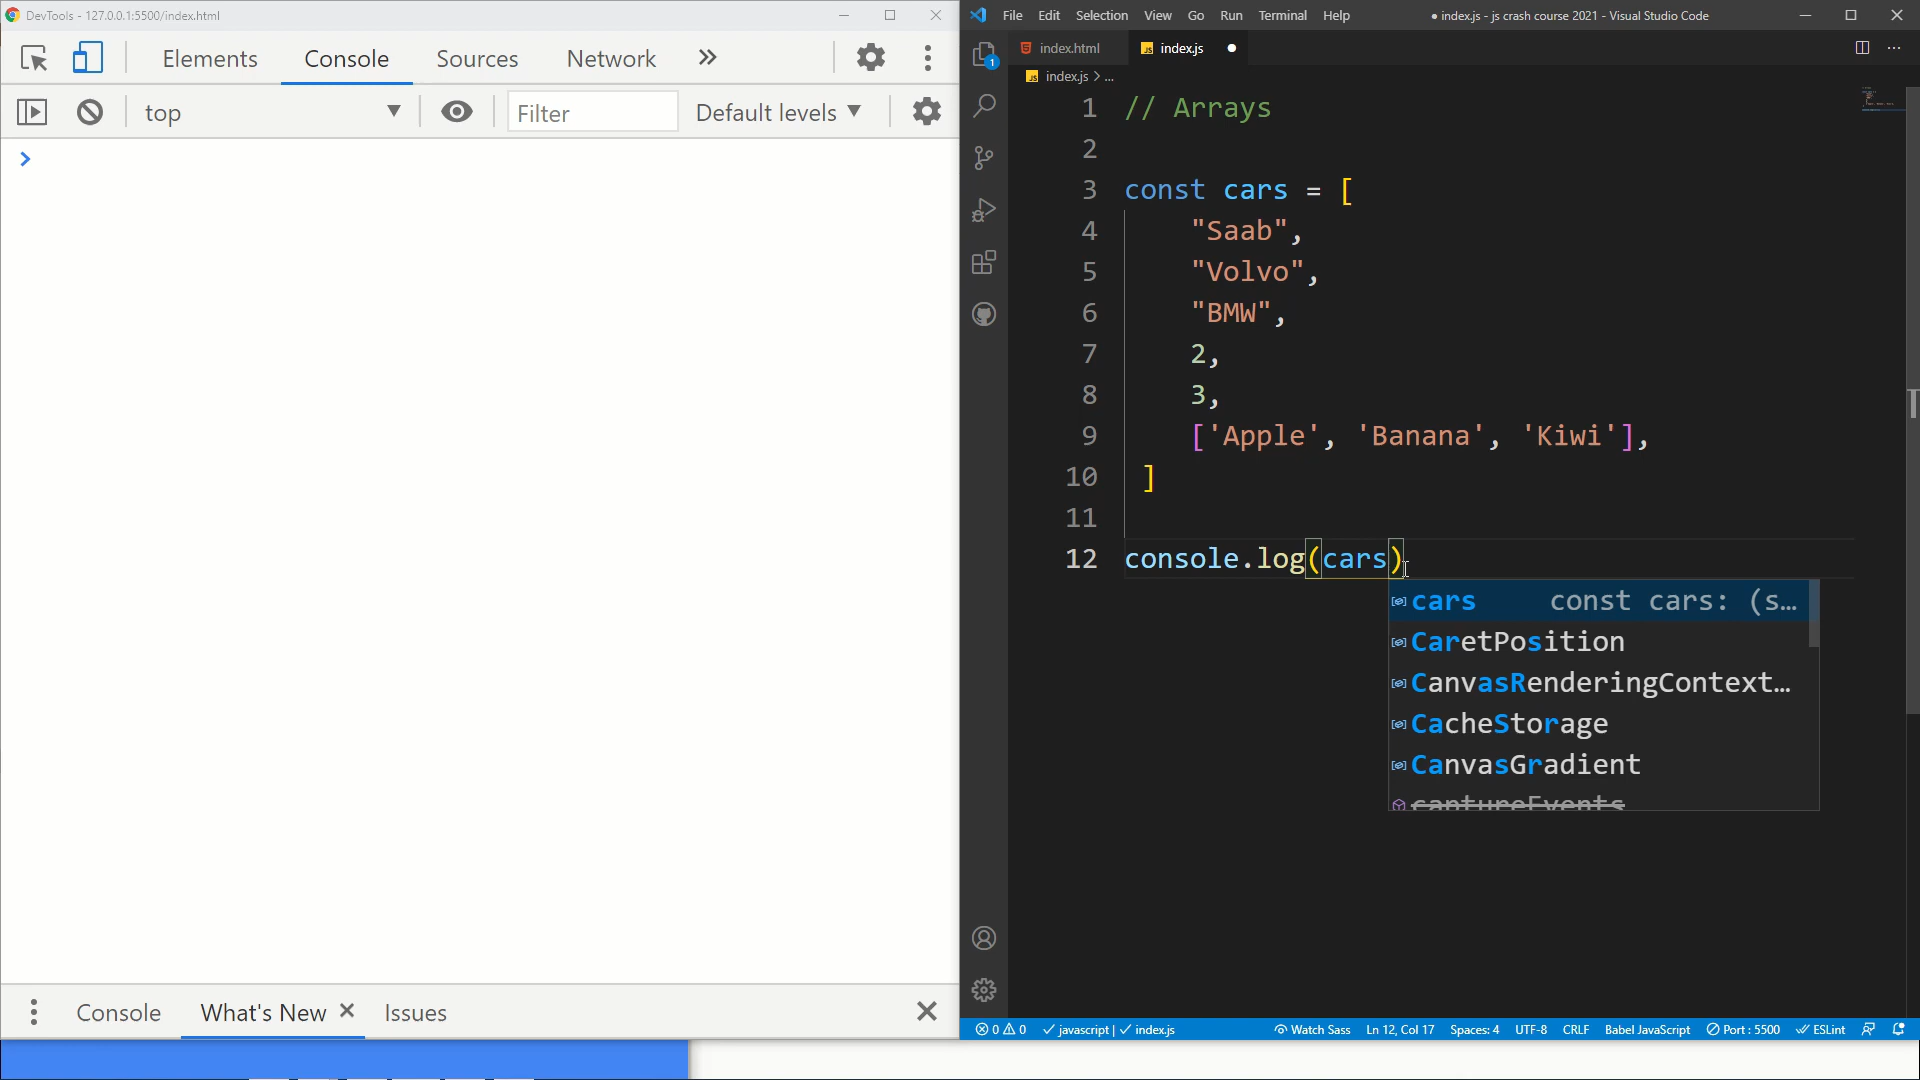 DevTools - 127.0.0.1:5500/index.html
Elements Console Sources Network
top Filter Default levels
Console What's New Issues
File Edit Selection View Go Run Terminal Help
● index.js - js crash course 2021 - Visual Studio Code
index.html index.js
index.js > ...
1 // Arrays
2
3 const cars = [
4 "Saab",
5 "Volvo",
6 "BMW",
7 2,
8 3,
9 ['Apple', 'Banana', 'Kiwi'],
10 ]
11
12 console.log(cars)
cars const cars: (s...
CaretPosition
CanvasRenderingContext...
CacheStorage
CanvasGradient
captureEvents
0 0 javascript | index.js Watch Sass Ln 12, Col 17 Spaces: 4 UTF-8 CRLF Babel JavaScript Port : 5500 ESLint